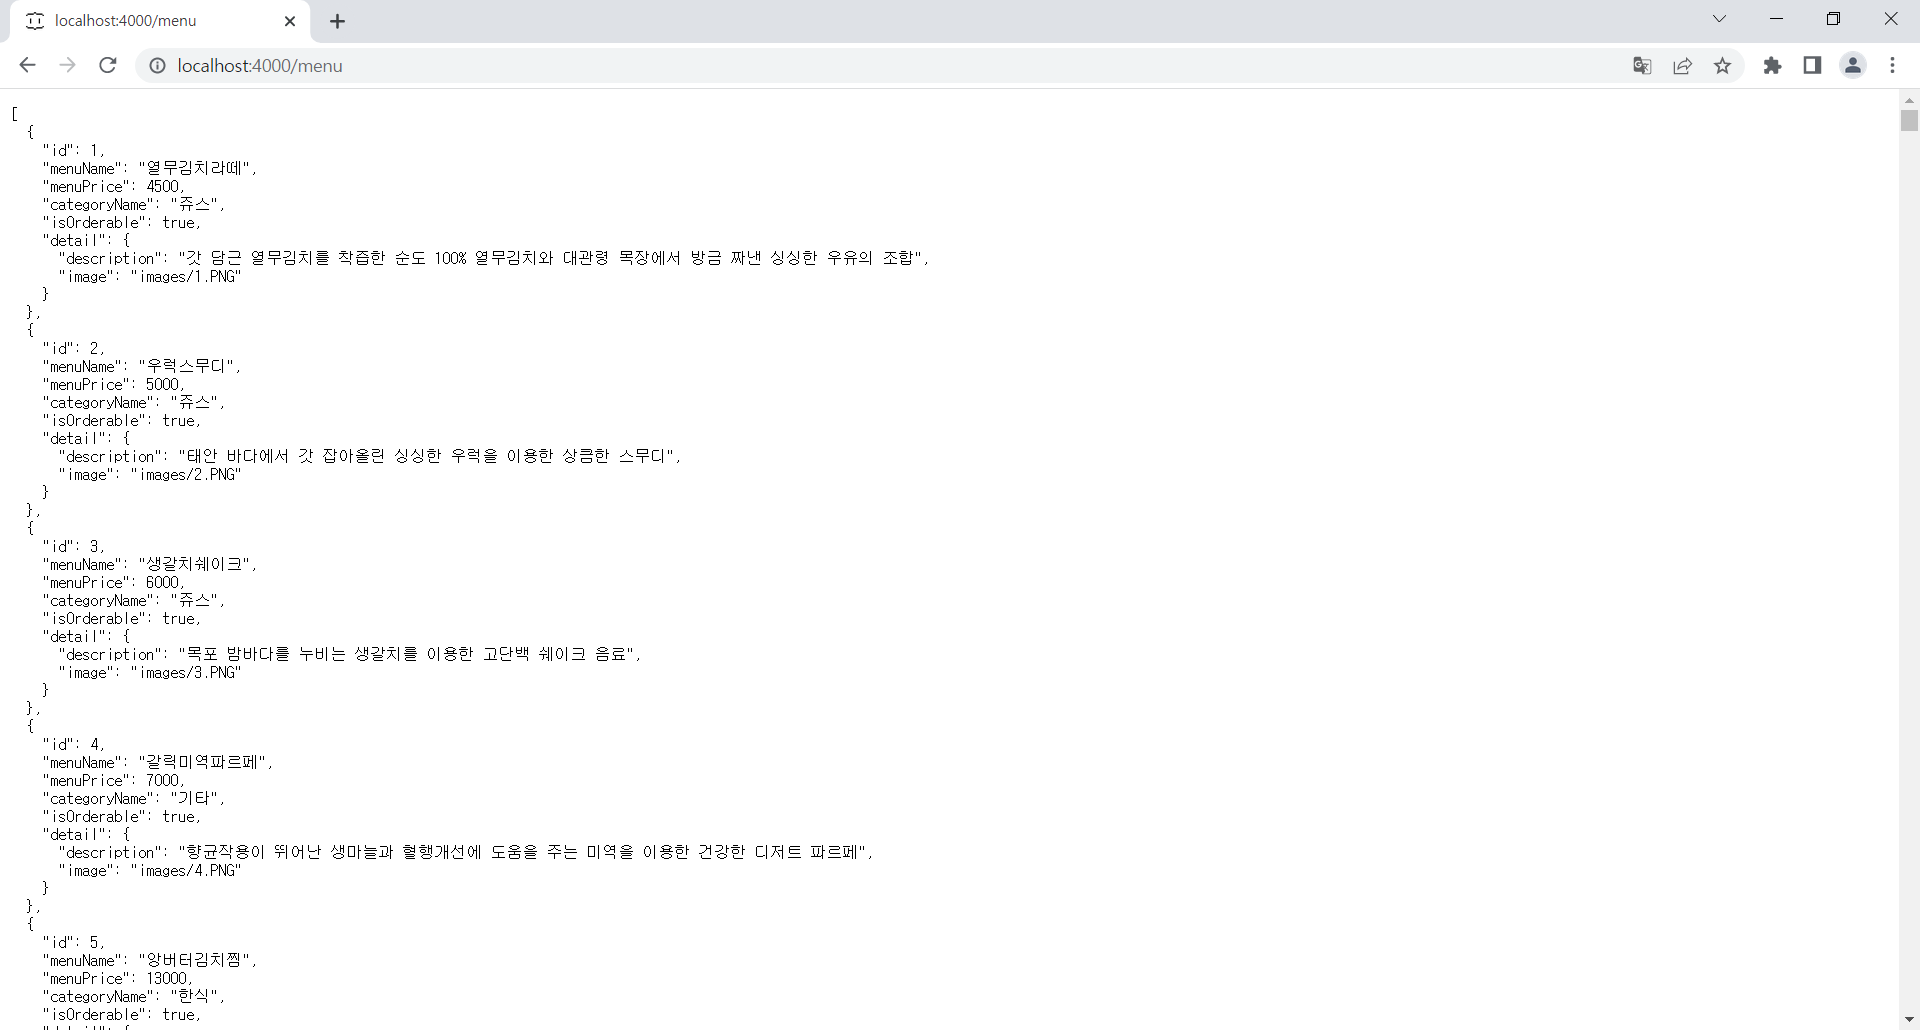 localhost:4000/menu
localhost:4000/menu
[
  {
    "id": 1,
    "menuName": "열무김치라떼",
    "menuPrice": 4500,
    "categoryName": "쥬스",
    "isOrderable": true,
    "detail": {
      "description": "갓 담근 열무김치를 착즙한 순도 100% 열무김치와 대관령 목장에서 방금 짜낸 싱싱한 우유의 조합",
      "image": "images/1.PNG"
    }
  },
  {
    "id": 2,
    "menuName": "우럭스무디",
    "menuPrice": 5000,
    "categoryName": "쥬스",
    "isOrderable": true,
    "detail": {
      "description": "태안 바다에서 갓 잡아올린 싱싱한 우럭을 이용한 상큼한 스무디",
      "image": "images/2.PNG"
    }
  },
  {
    "id": 3,
    "menuName": "생갈치쉐이크",
    "menuPrice": 6000,
    "categoryName": "쥬스",
    "isOrderable": true,
    "detail": {
      "description": "목포 밤바다를 누비는 생갈치를 이용한 고단백 쉐이크 음료",
      "image": "images/3.PNG"
    }
  },
  {
    "id": 4,
    "menuName": "갈릭미역파르페",
    "menuPrice": 7000,
    "categoryName": "기타",
    "isOrderable": true,
    "detail": {
      "description": "향균작용이 뛰어난 생마늘과 혈행개선에 도움을 주는 미역을 이용한 건강한 디저트 파르페",
      "image": "images/4.PNG"
    }
  },
  {
    "id": 5,
    "menuName": "앙버터김치찜",
    "menuPrice": 13000,
    "categoryName": "한식",
    "isOrderable": true,